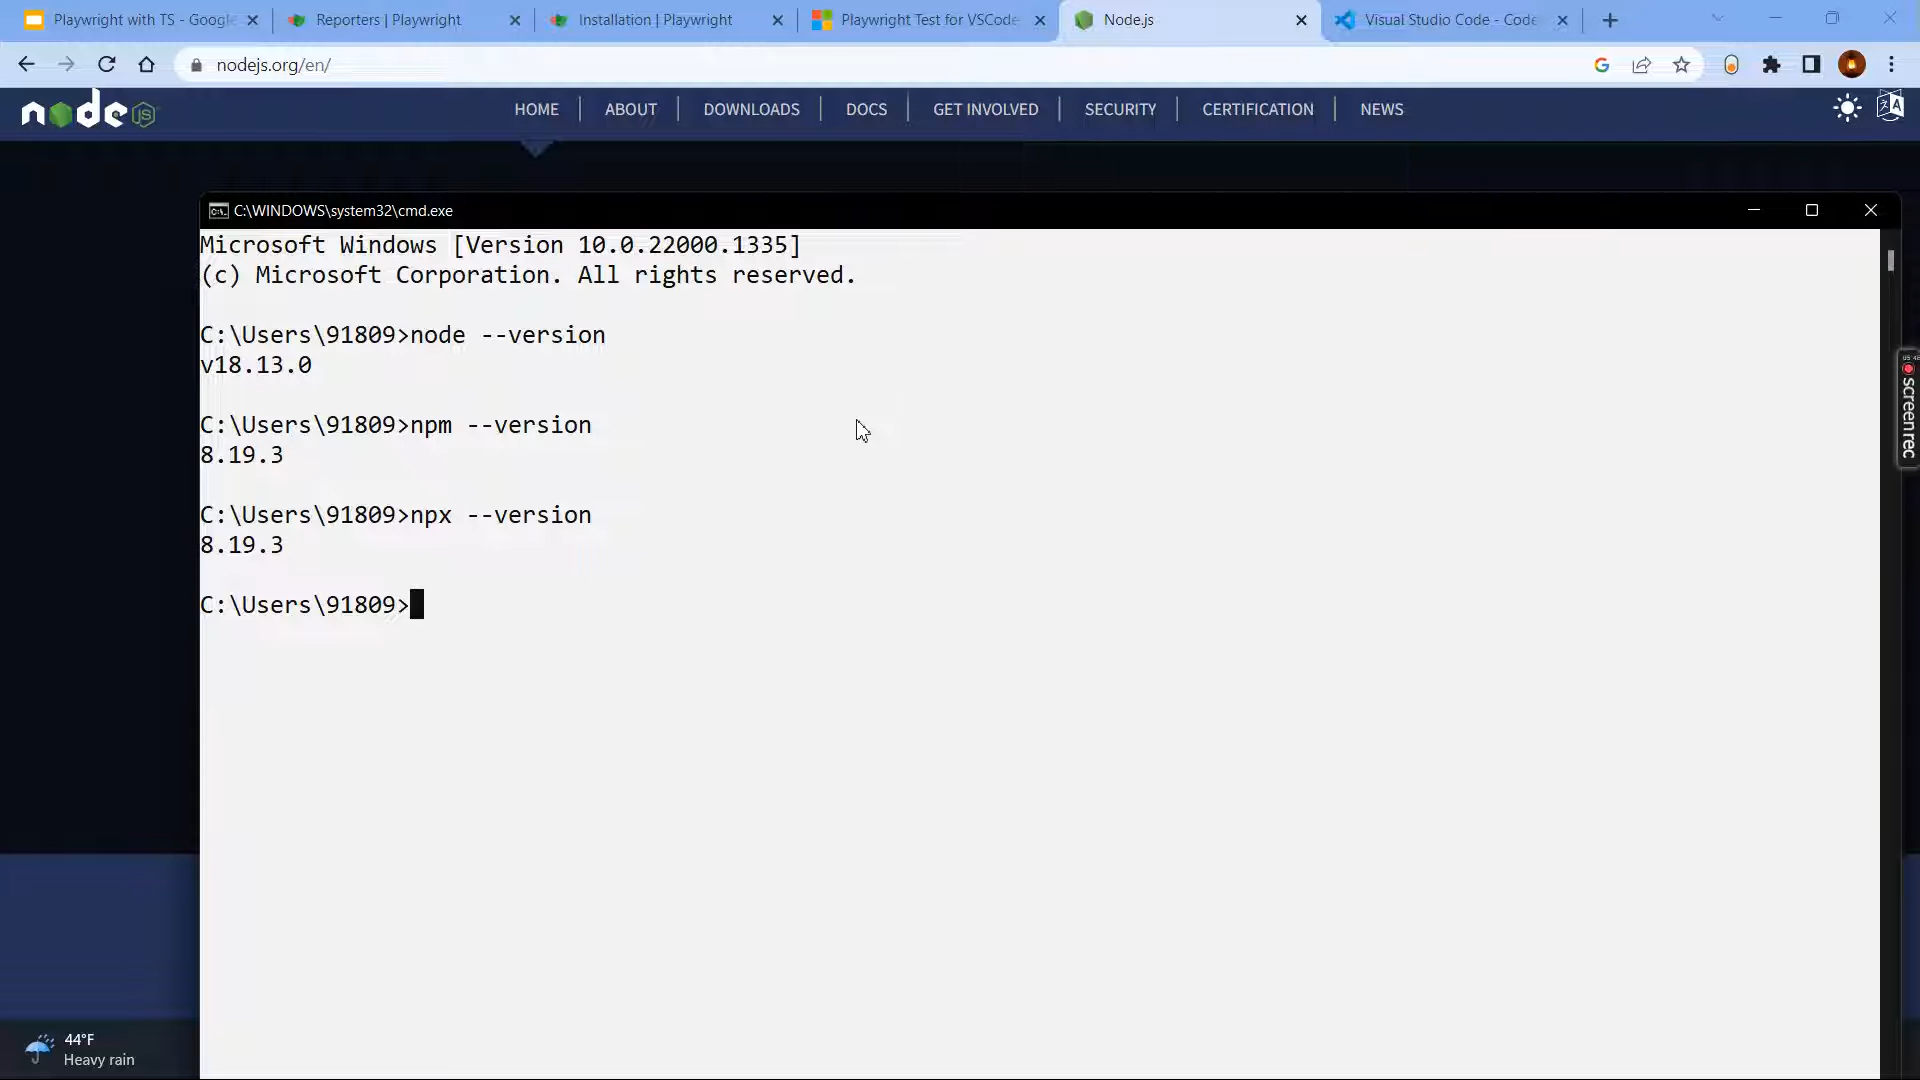 Playwright with TS - Google
Reporters | Playwright
Installation | Playwright
Playwright Test for VSCode
Node.js
Visual Studio Code - Code
nodejs.org/en/
node JS
HOME
ABOUT
DOWNLOADS
DOCS
GET INVOLVED
SECURITY
CERTIFICATION
NEWS
C:\WINDOWS\system32\cmd.exe
Microsoft Windows [Version 10.0.22000.1335]
(c) Microsoft Corporation. All rights reserved.
C:\Users\91809>node --version
v18.13.0
C:\Users\91809>npm --version
8.19.3
C:\Users\91809>npx --version
8.19.3
C:\Users\91809>
screenrec
44°F
Heavy rain